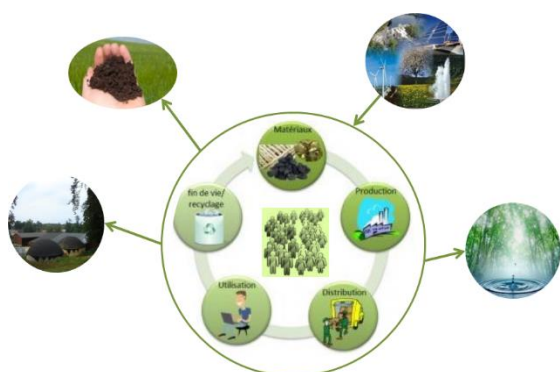 Matériaux
Production
Distribution
Utilisation
fin de vie/
recyclage